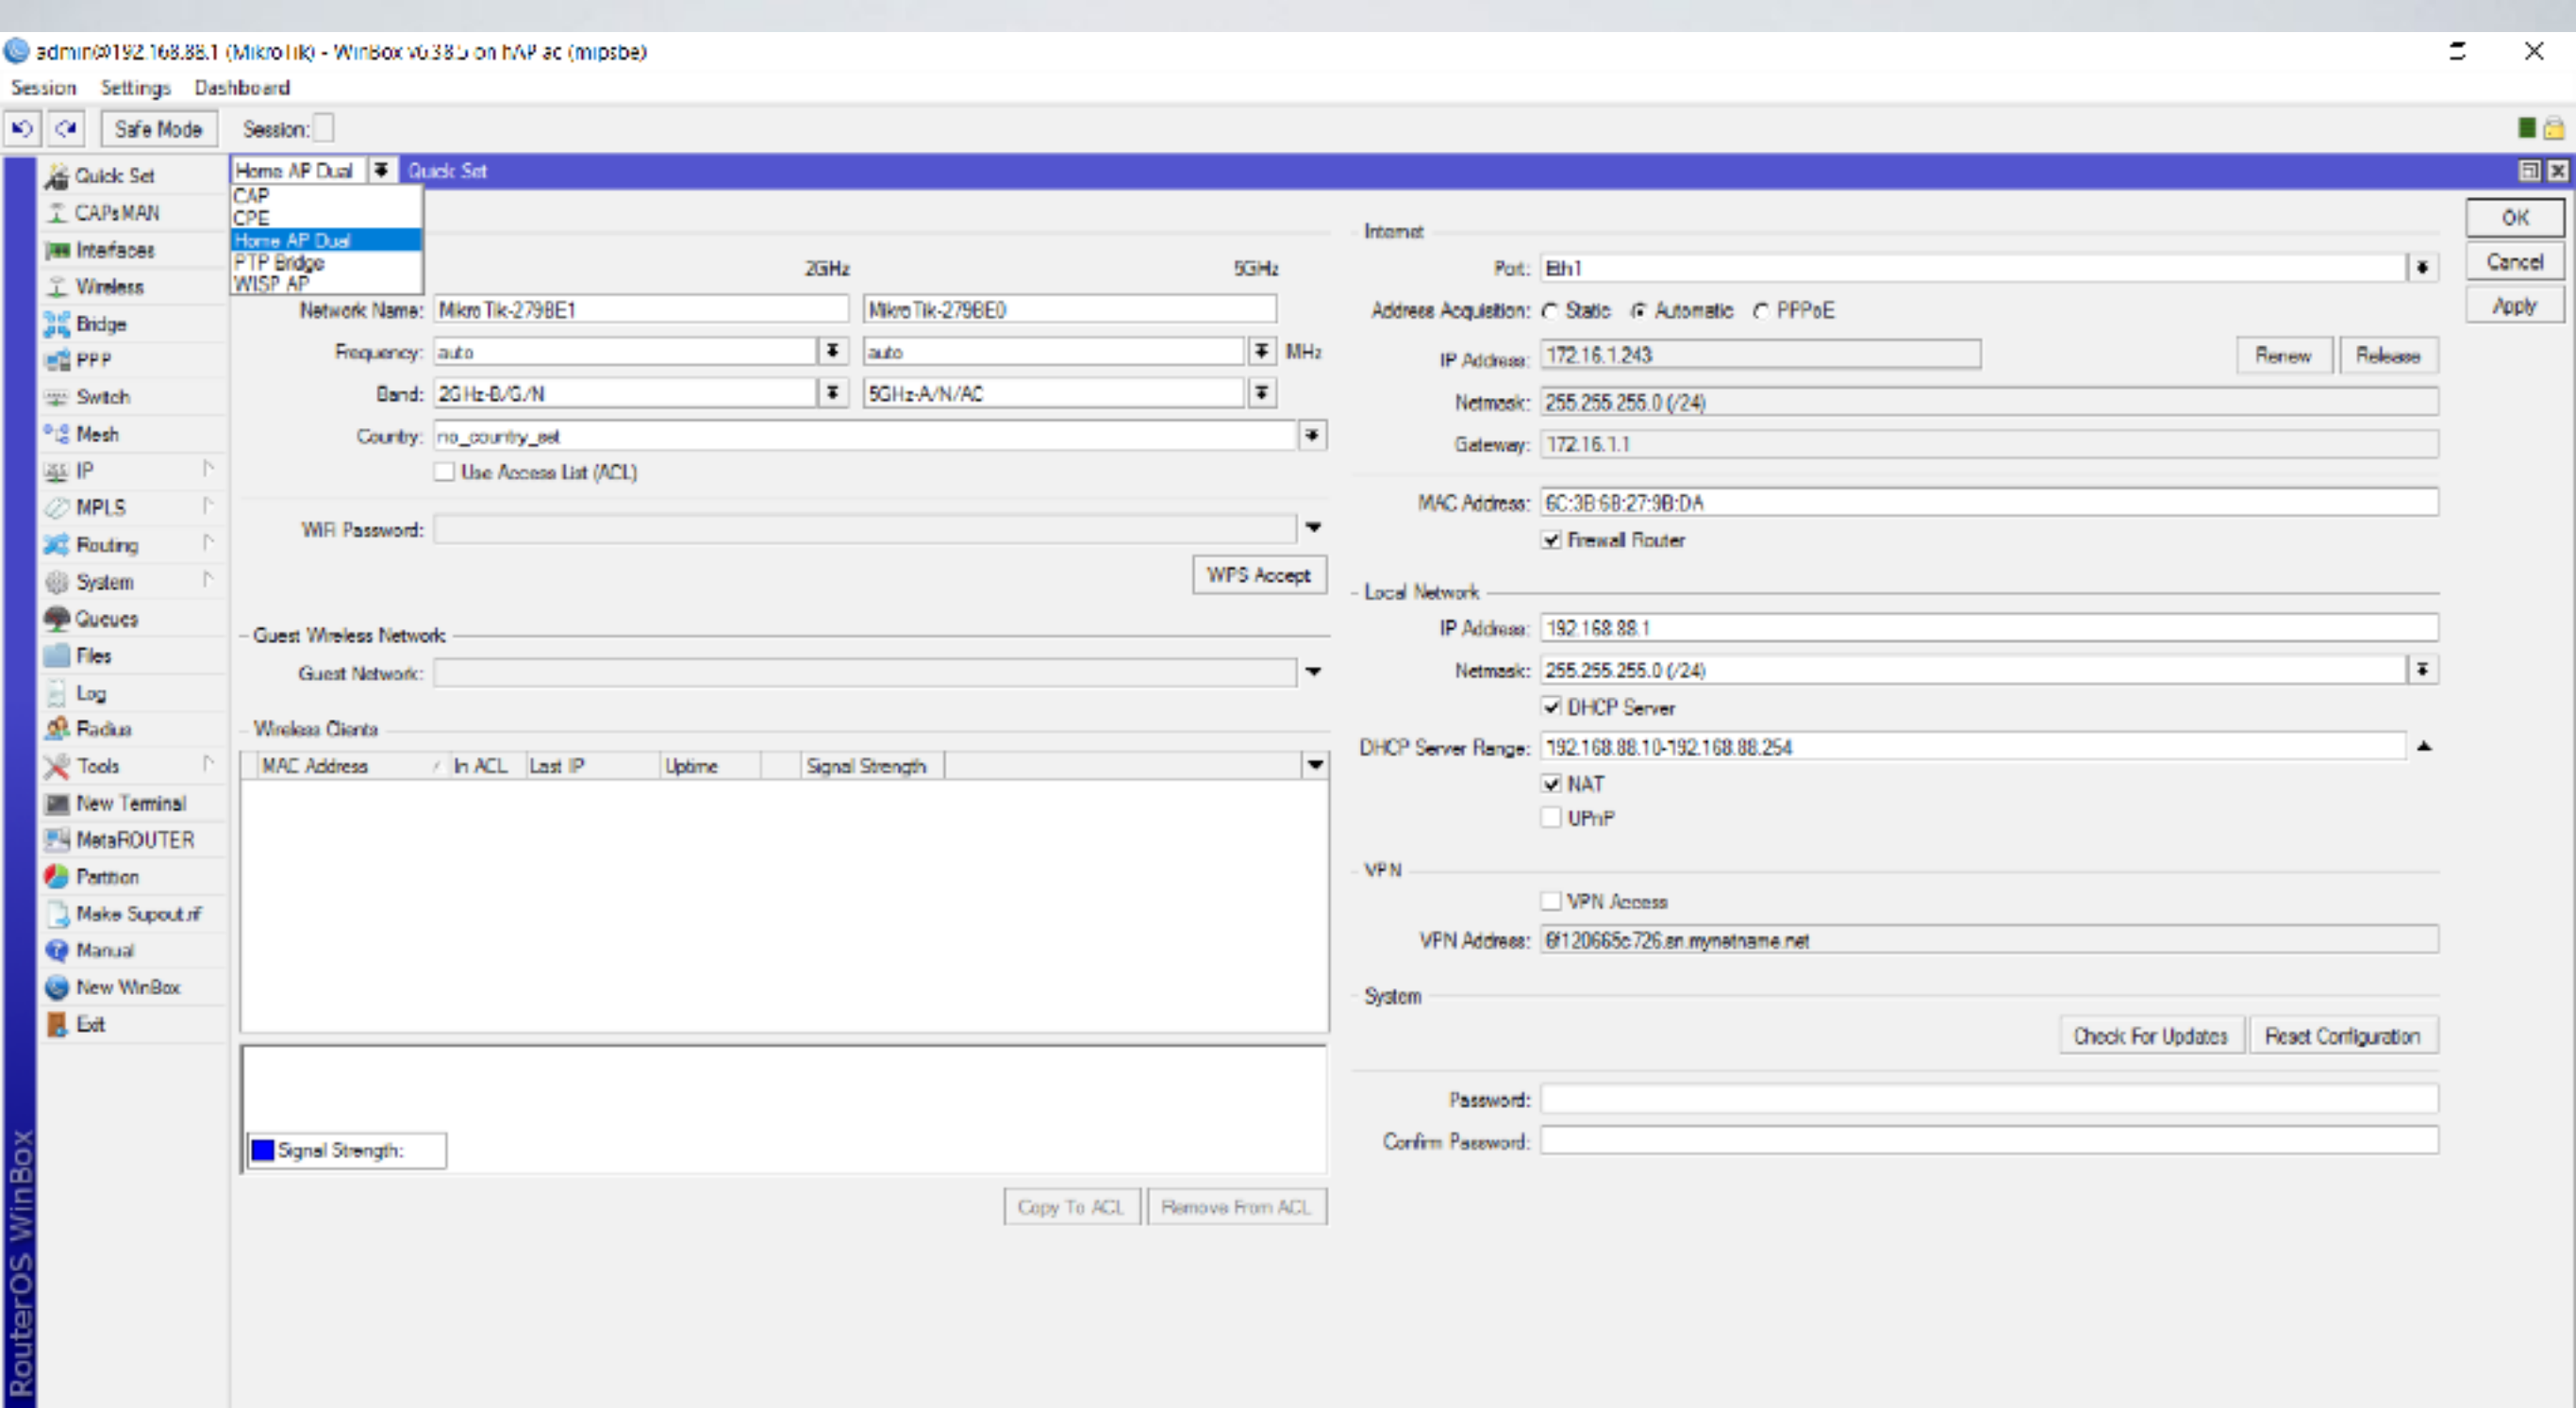 admin@192.168.88.1 (MikroTik) - WinBox v6.38.5 on hAP ac (mipsbe)
Session Settings Dashboard
Safe Mode Session:
Quick Set
CAPsMAN
Interfaces
Wireless
Bridge
PPP
Switch
Mesh
IP
MPLS
Routing
System
Queues
Files
Log
Radius
Tools
New Terminal
MetaROUTER
Partition
Make Supout.rif
Manual
New WinBox
Exit
RouterOS WinBox
Home AP Dual Quick Set
CAP
CPE
Home AP Dual
PTP Bridge
WISP AP
2GHz 5GHz
Network Name: MikroTik-279BE1 MikroTik-279BE0
Frequency: auto auto MHz
Band: 2GHz-B/G/N 5GHz-A/N/AC
Country: no_country_set
Use Access List (ACL)
WiFi Password:
WPS Accept
Guest Wireless Network
Guest Network:
Wireless Clients
MAC Address In ACL Last IP Uptime Signal Strength
Signal Strength:
Copy To ACL Remove From ACL
Internet
Port: Eth1
Address Acquisition: Static Automatic PPPoE
IP Address: 172.16.1.243 Renew Release
Netmask: 255.255.255.0 (/24)
Gateway: 172.16.1.1
MAC Address: 6C:3B:6B:27:9B:DA
Firewall Router
Local Network
IP Address: 192.168.88.1
Netmask: 255.255.255.0 (/24)
DHCP Server
DHCP Server Range: 192.168.88.10-192.168.88.254
NAT
UPnP
VPN
VPN Access
VPN Address: 6f120665c726.sn.mynetname.net
System
Check For Updates Reset Configuration
Password:
Confirm Password:
OK
Cancel
Apply